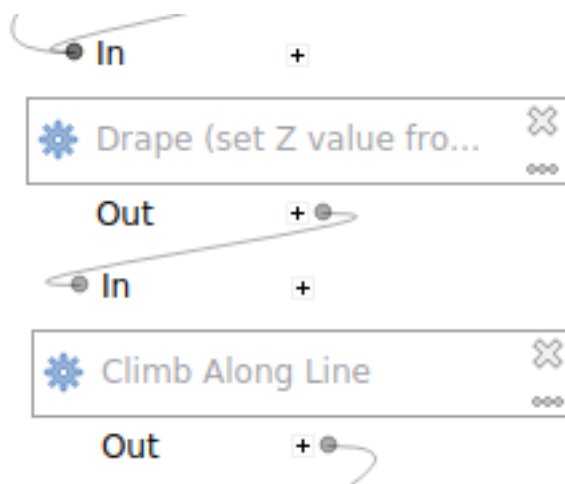 In
Drape (set Z value fro...
Out
In
Climb Along Line
Out